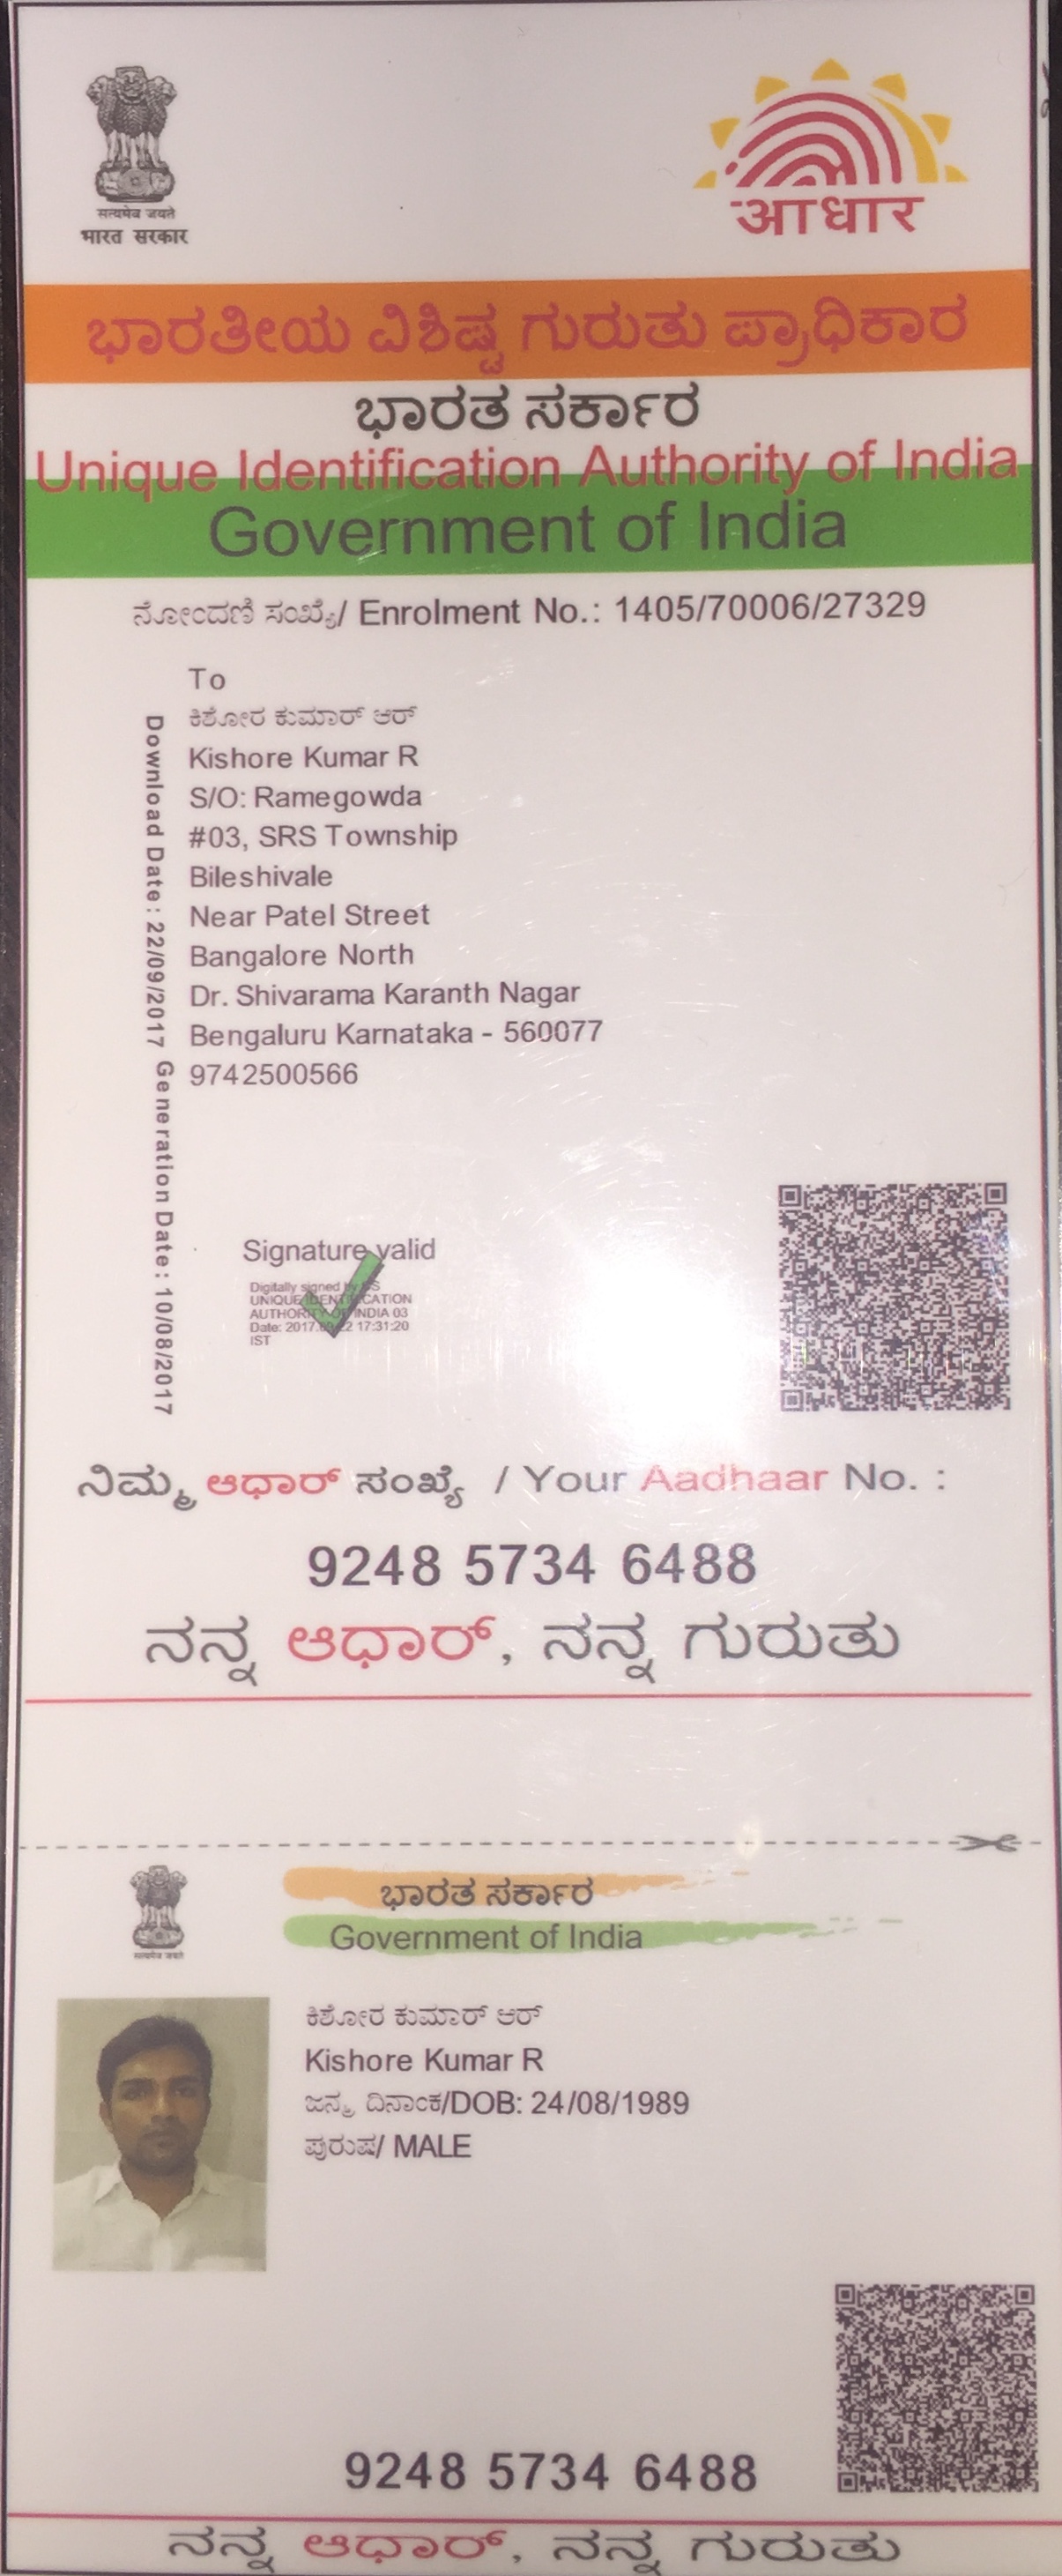 सत्यमेव जयते
भारत सरकार
आधार
ಭಾರತೀಯ ವಿಶಿಷ್ಟ ಗುರುತು ಪ್ರಾಧಿಕಾರ
ಭಾರತ ಸರ್ಕಾರ
Unique Identification Authority of India
Government of India
ನೋಂದಣಿ ಸಂಖ್ಯೆ/ Enrolment No.: 1405/70006/27329
To
ಕಿಶೋರ ಕುಮಾರ್ ಆರ್
Kishore Kumar R
S/O: Ramegowda
#03, SRS Township
Bileshivale
Near Patel Street
Bangalore North
Dr. Shivarama Karanth Nagar
Bengaluru Karnataka - 560077
9742500566
Download Date: 22/09/2017 Generation Date: 10/08/2017
Signature valid
Digitally signed by DS
UNIQUE IDENTIFICATION
AUTHORITY OF INDIA 03
Date: 2017.09.22 17:31:20
IST
ನಿಮ್ಮ ಆಧಾರ್ ಸಂಖ್ಯೆ / Your Aadhaar No. :
9248 5734 6488
ನನ್ನ ಆಧಾರ್, ನನ್ನ ಗುರುತು
सत्यमेव जयते
ಭಾರತ ಸರ್ಕಾರ
Government of India
ಕಿಶೋರ ಕುಮಾರ್ ಆರ್
Kishore Kumar R
ಜನ್ಮ ದಿನಾಂಕ/DOB: 24/08/1989
ಪುರುಷ/ MALE
9248 5734 6488
ನನ್ನ ಆಧಾರ್, ನನ್ನ ಗುರುತು